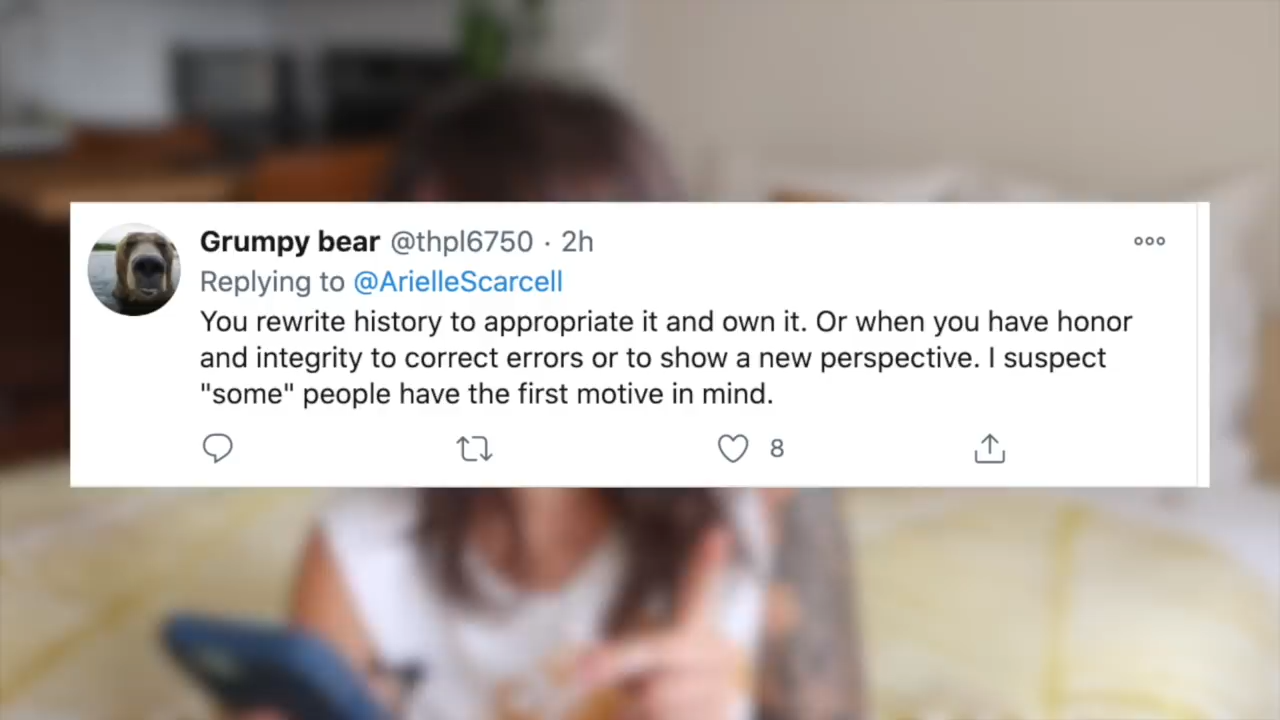 Grumpy bear @thpl6750 · 2h
Replying to @ArielleScarcell
You rewrite history to appropriate it and own it. Or when you have honor
and integrity to correct errors or to show a new perspective. I suspect
"some" people have the first motive in mind.
8